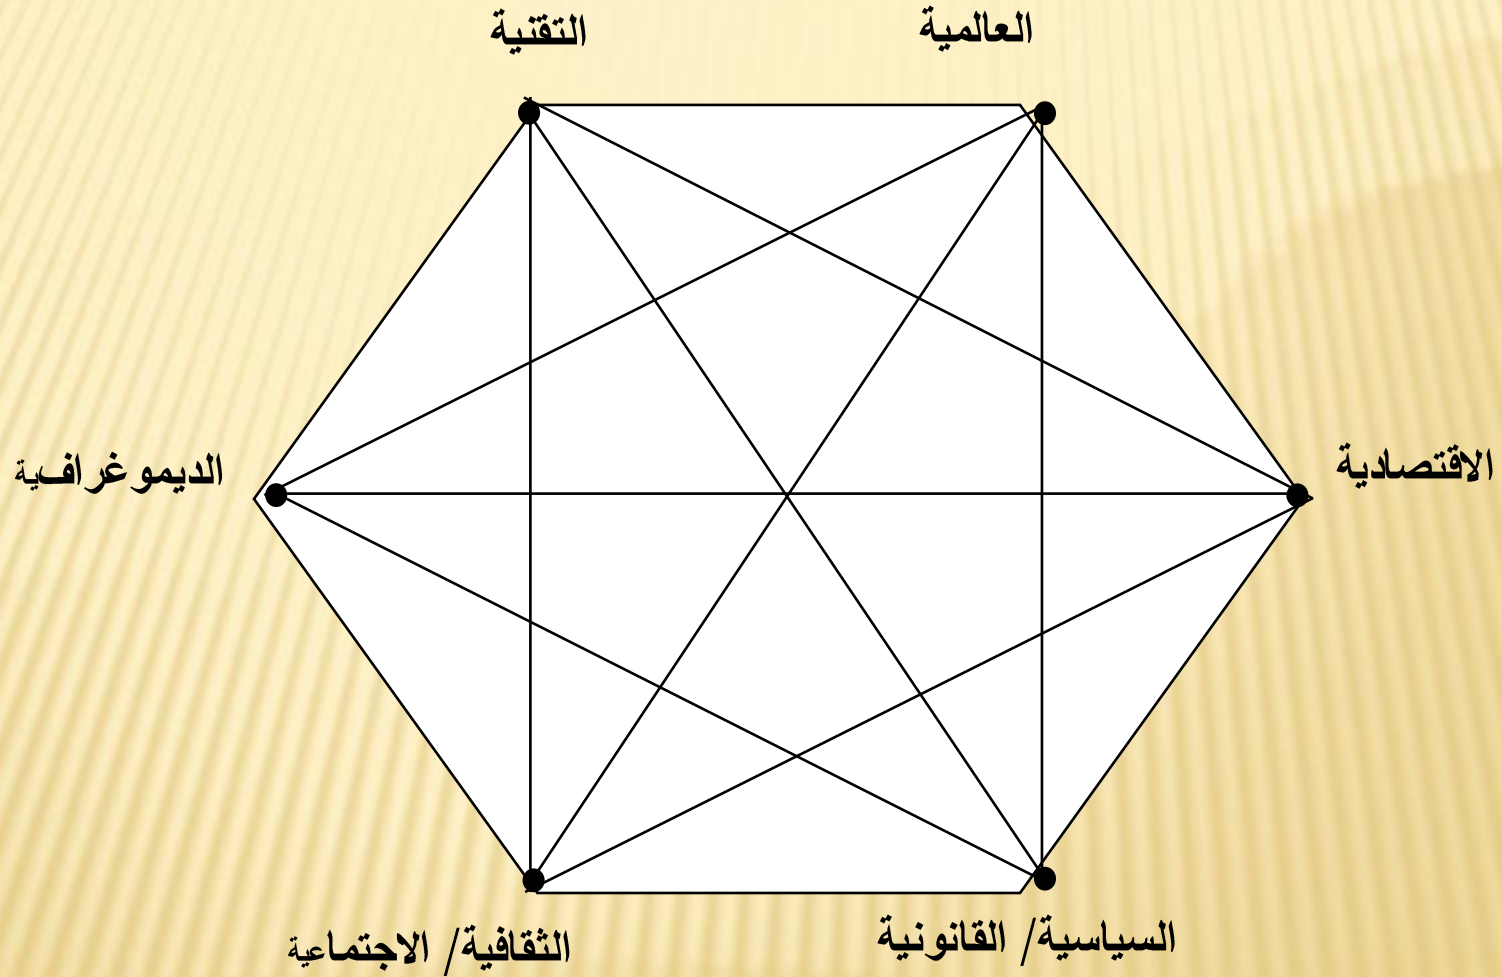 العالمية
التقنية
الاقتصادية
الديموغرافية
السياسية/ القانونية
الثقافية/ الاجتماعية